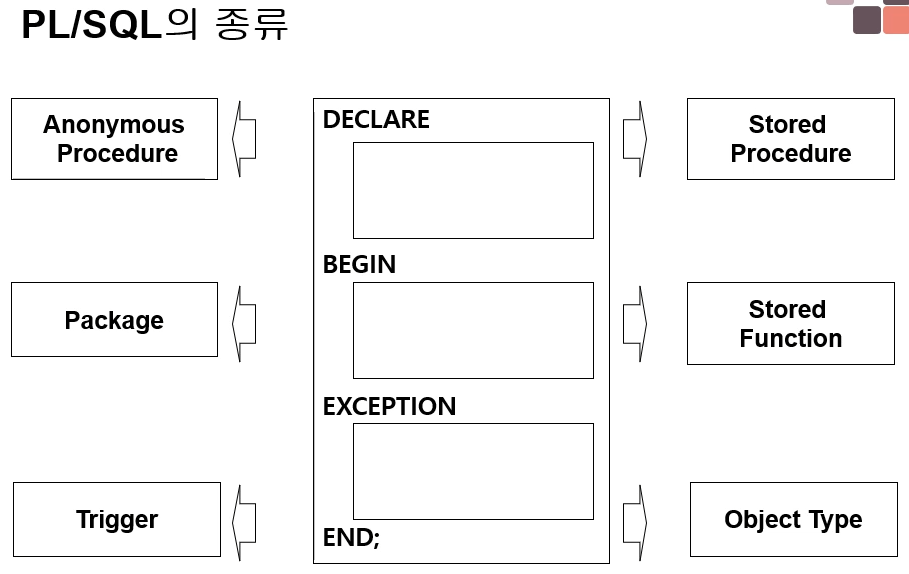 PL/SQL의 종류
Anonymous
Procedure
Package
Trigger
DECLARE
BEGIN
EXCEPTION
END;
Stored
Procedure
Stored
Function
Object Type